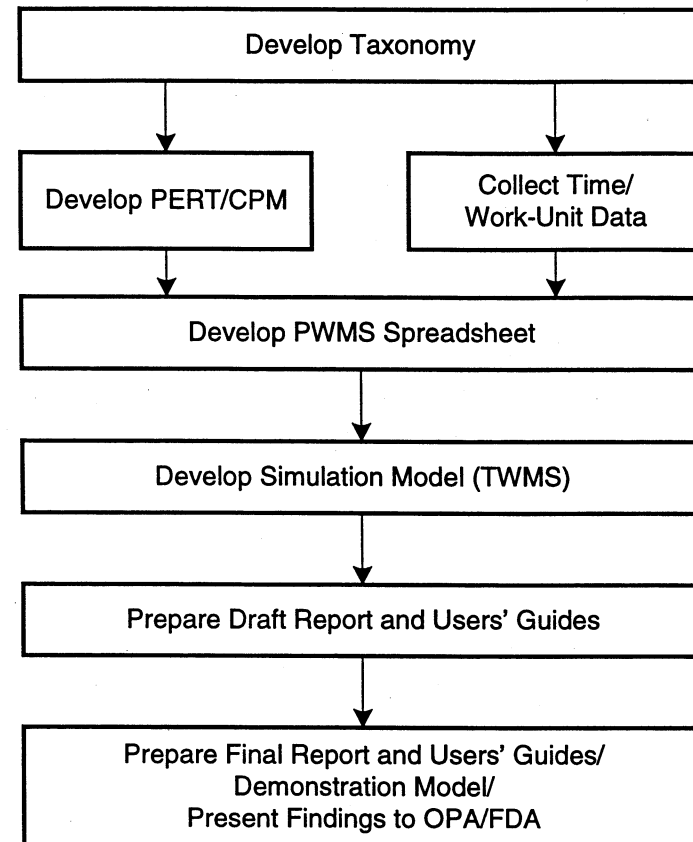 Develop Taxonomy
Develop PERT/CPM
Collect Time/
Work-Unit Data
Develop PWMS Spreadsheet
Develop Simulation Model (TWMS)
Prepare Draft Report and Users' Guides
Prepare Final Report and Users' Guides/
Demonstration Model/
Present Findings to OPA/FDA